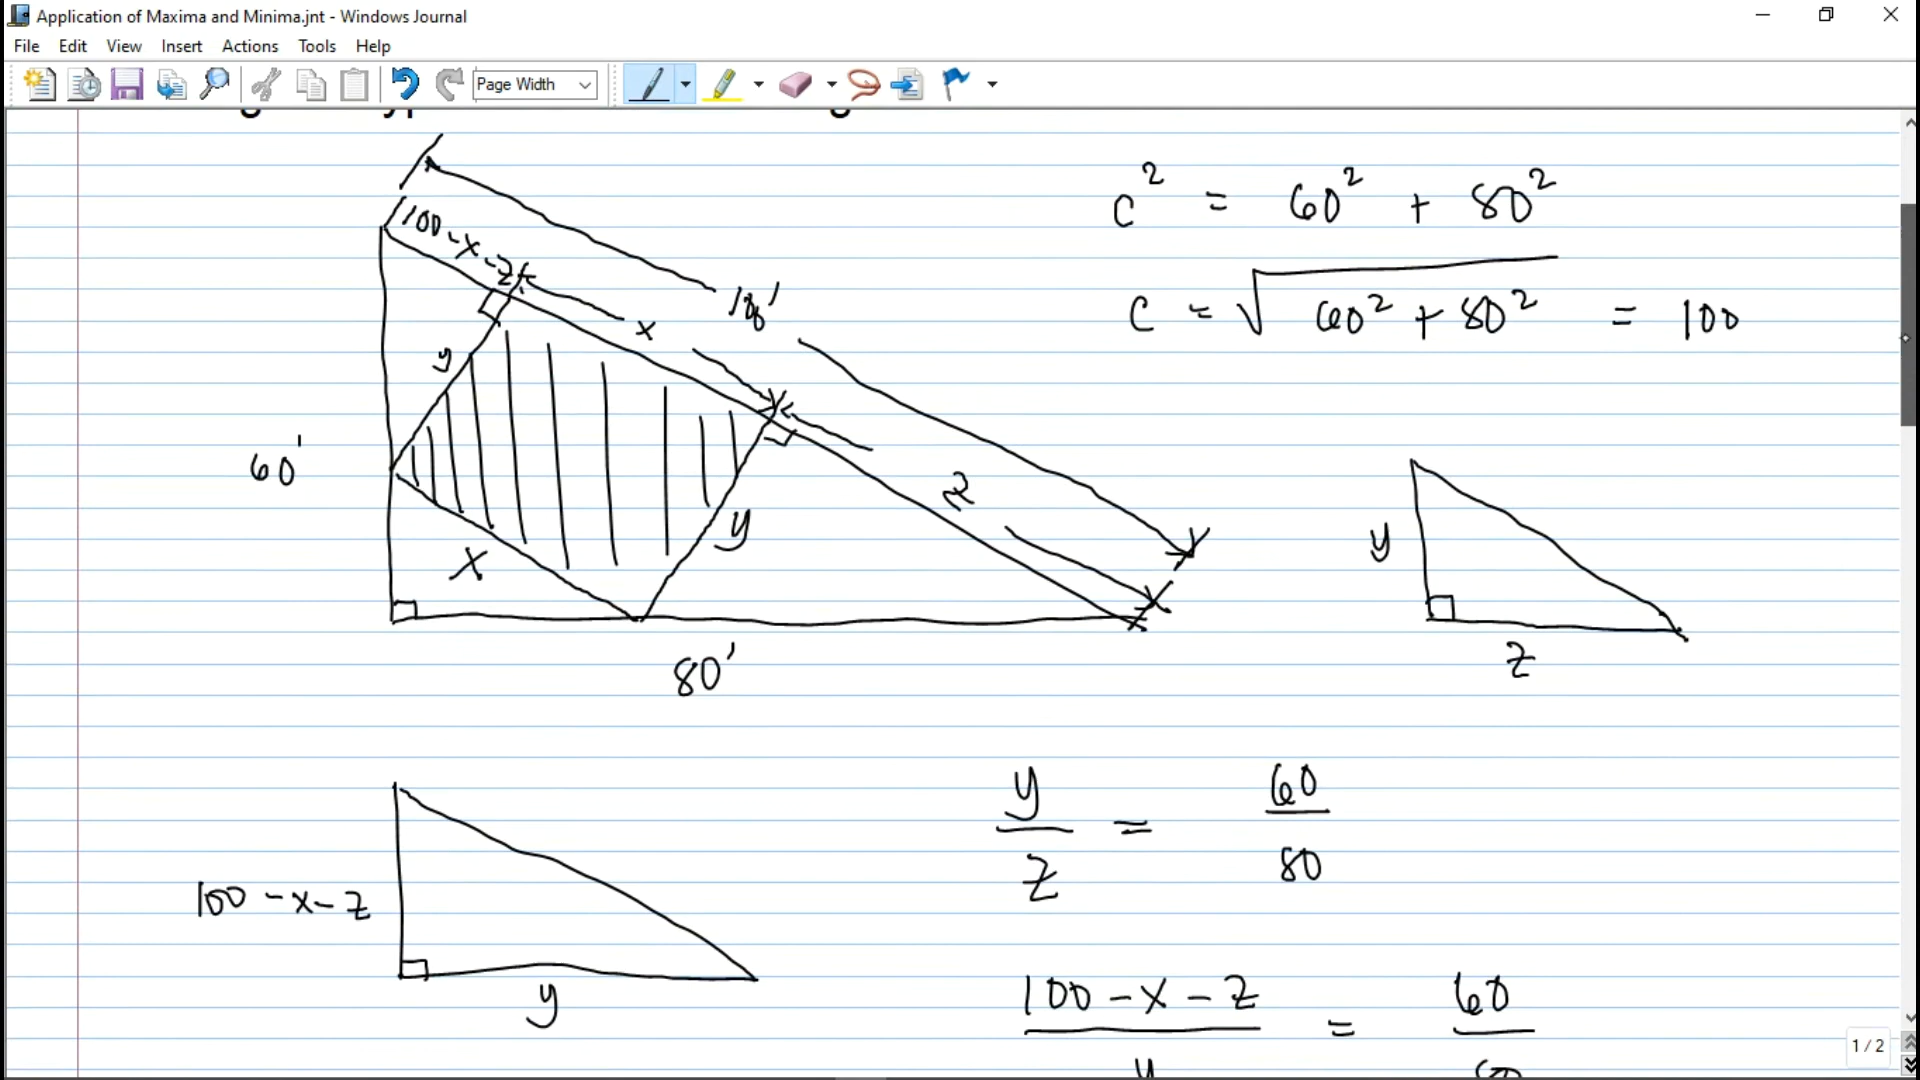 Application of Maxima and Minima.jnt - Windows Journal
File Edit View Insert Actions Tools Help
Page Width
c² = 60² + 80²
100-x-z
x
c = √60² + 80² = 100
y
60'
z
y
x
y
80'
z
y/z = 60/80
100 - x - z
y
100 - x - z = 60
1 / 2